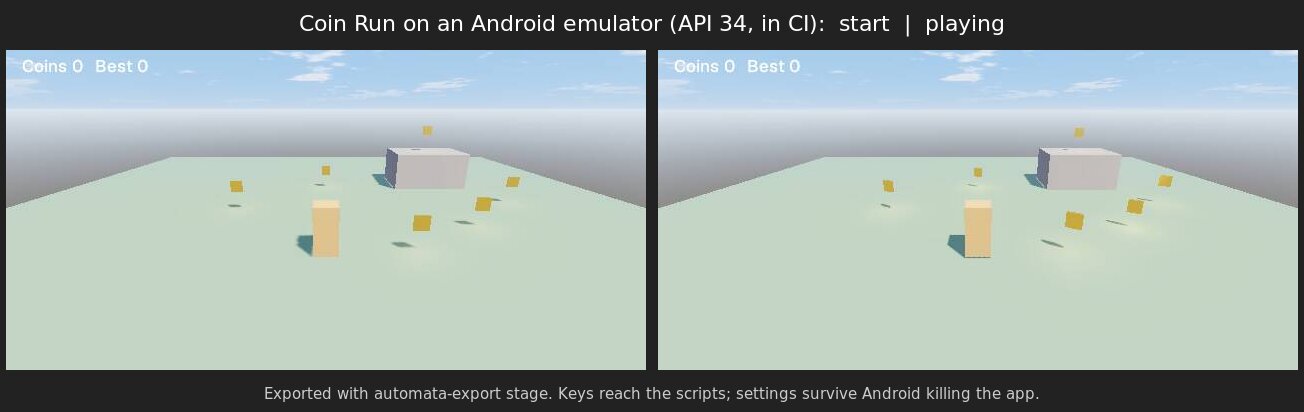 Coin Run on an Android emulator (API 34, in CI): start | playing
Coins 0 Best 0
Coins 0 Best 0
Exported with automata-export stage. Keys reach the scripts; settings survive Android killing the app.